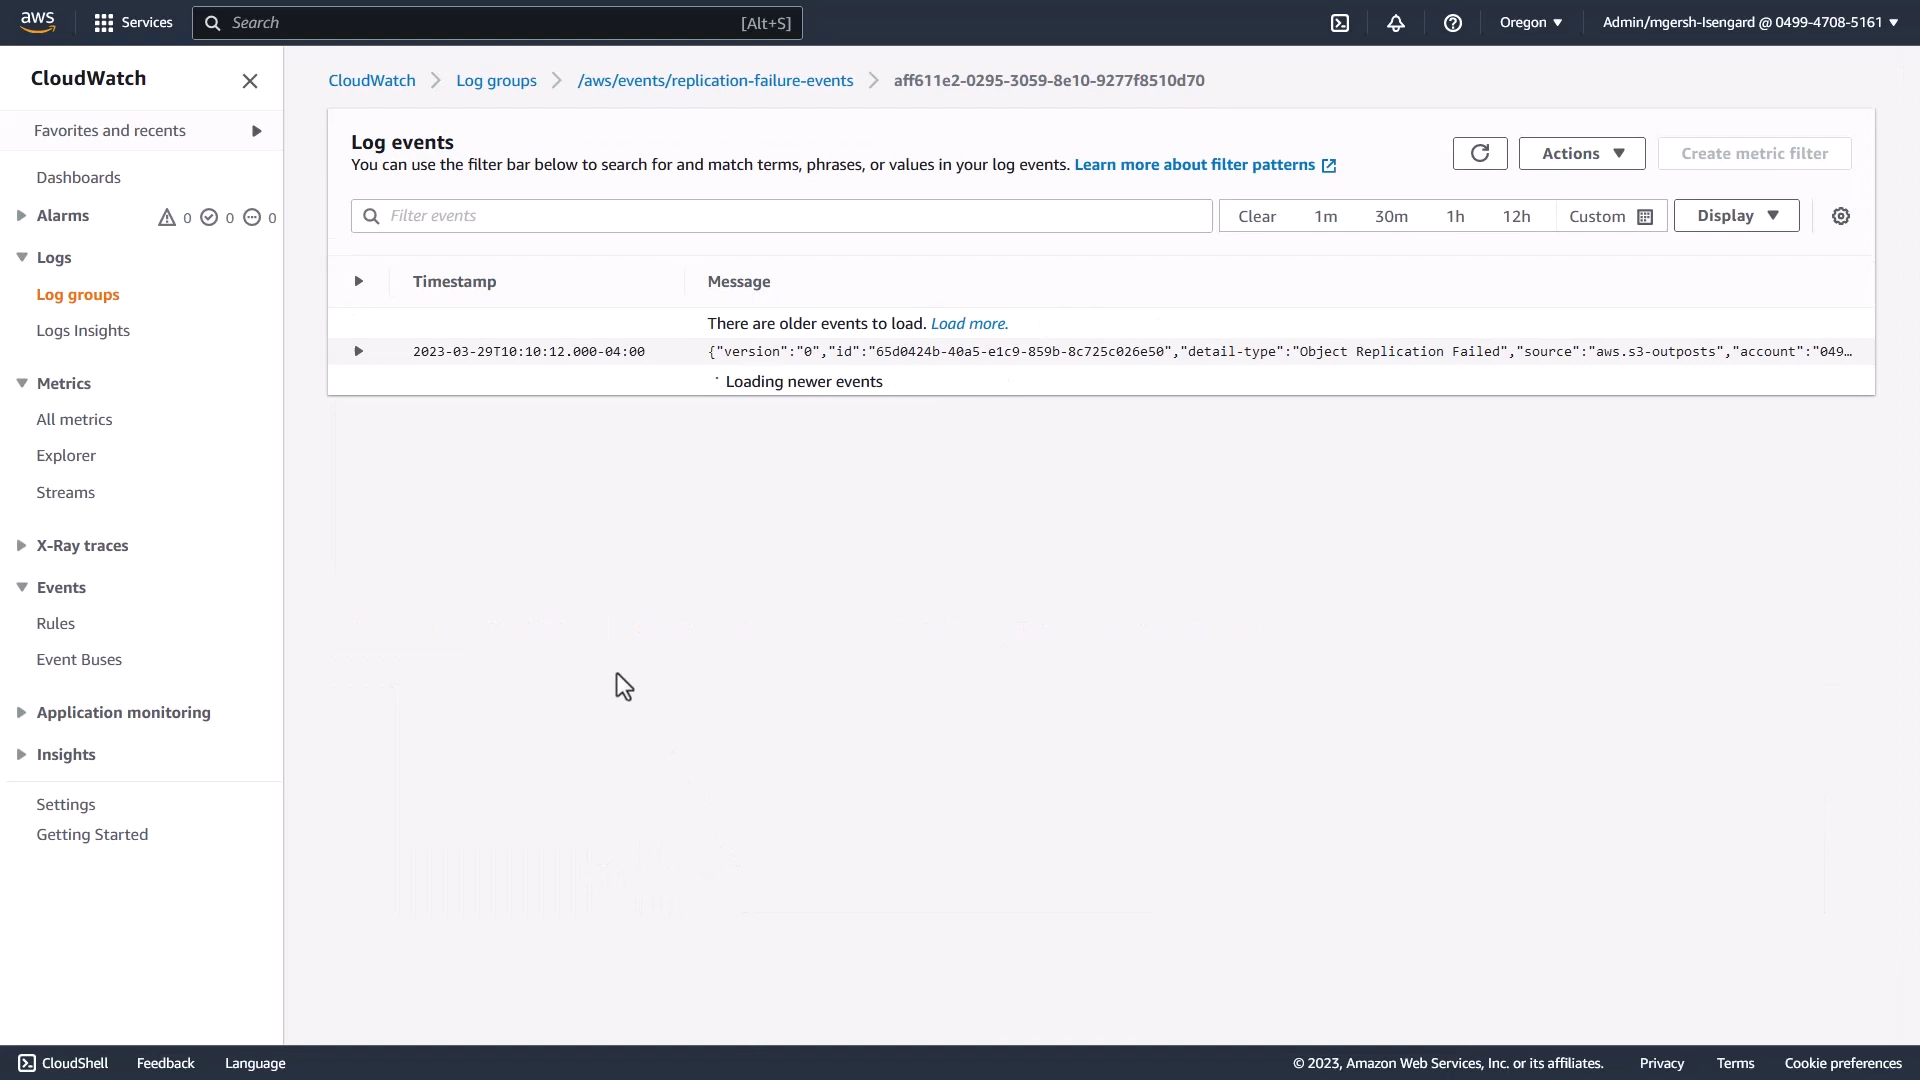 aws Services Search [Alt+S] Oregon ▼ Admin/mgersh-Isengard @ 0499-4708-5161 ▼
CloudWatch
Favorites and recents
Dashboards
Alarms 0 0 0
Logs
Log groups
Logs Insights
Metrics
All metrics
Explorer
Streams
X-Ray traces
Events
Rules
Event Buses
Application monitoring
Insights
Settings
Getting Started
CloudWatch > Log groups > /aws/events/replication-failure-events > aff611e2-0295-3059-8e10-9277f8510d70
Log events
You can use the filter bar below to search for and match terms, phrases, or values in your log events. Learn more about filter patterns
Actions ▼ Create metric filter
Filter events Clear 1m 30m 1h 12h Custom Display ▼
Timestamp Message
There are older events to load. Load more.
2023-03-29T10:10:12.000-04:00 {"version":"0","id":"65d0424b-40a5-e1c9-859b-8c725c026e50","detail-type":"Object Replication Failed","source":"aws.s3-outposts","account":"049…
Loading newer events
CloudShell Feedback Language © 2023, Amazon Web Services, Inc. or its affiliates. Privacy Terms Cookie preferences